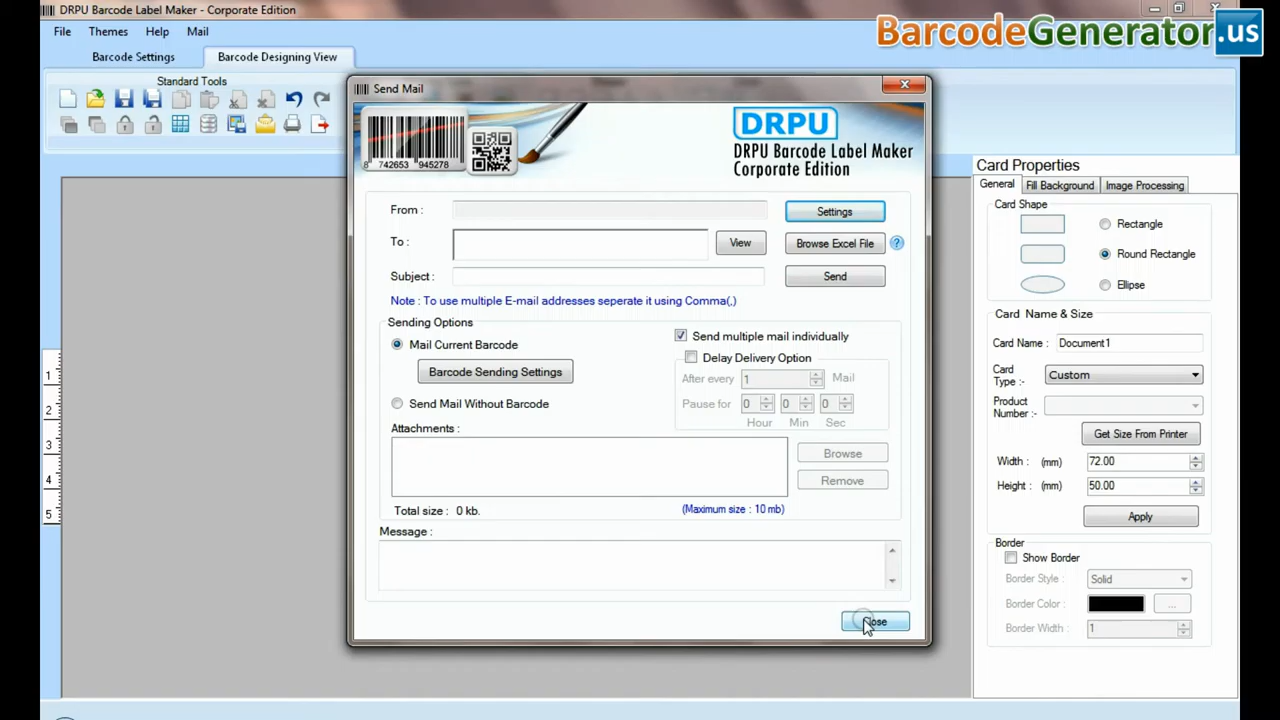 DRPU Barcode Label Maker - Corporate Edition
BarcodeGenerator.us
File Themes Help Mail
Barcode Settings Barcode Designing View
Standard Tools
Send Mail
8 742653 945278
DRPU
DRPU Barcode Label Maker
Corporate Edition
From :
Settings
To :
View
Browse Excel File
?
Subject :
Send
Note : To use multiple E-mail addresses seperate it using Comma(,)
Sending Options
Mail Current Barcode
Barcode Sending Settings
Send Mail Without Barcode
Send multiple mail individually
Delay Delivery Option
After every 1 Mail
Pause for 0 0 0
Hour Min Sec
Attachments :
Browse
Remove
Total size : 0 kb.
(Maximum size : 10 mb)
Message :
Close
1
2
3
4
5
Card Properties
General Fill Background Image Processing
Card Shape
Rectangle
Round Rectangle
Ellipse
Card Name & Size
Card Name : Document1
Card Type :- Custom
Product Number :-
Get Size From Printer
Width : (mm) 72.00
Height : (mm) 50.00
Apply
Border
Show Border
Border Style : Solid
Border Color : ...
Border Width : 1